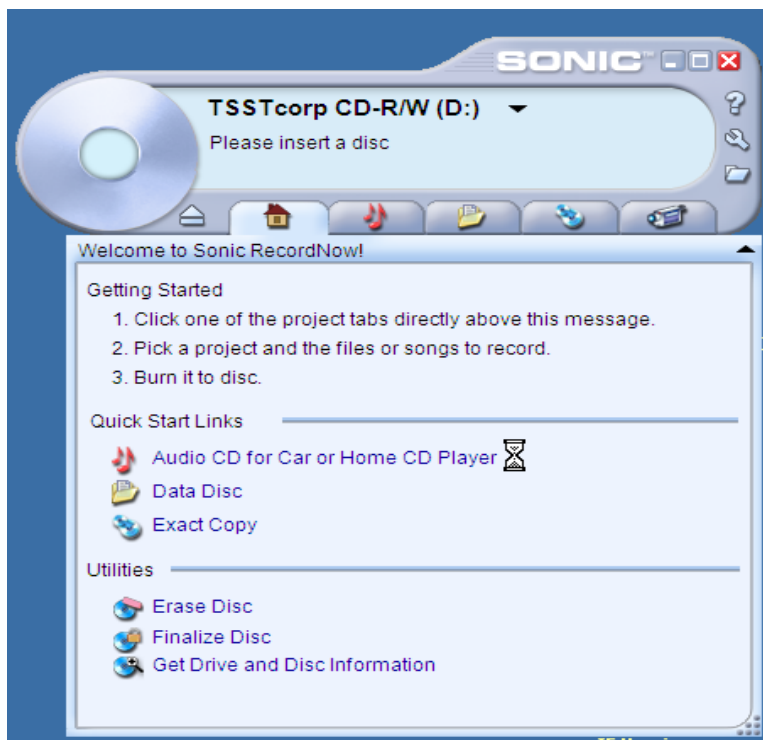 SONIC™
TSSTcorp CD-R/W (D:)
Please insert a disc
Welcome to Sonic RecordNow!
Getting Started
1. Click one of the project tabs directly above this message.
2. Pick a project and the files or songs to record.
3. Burn it to disc.
Quick Start Links
Audio CD for Car or Home CD Player
Data Disc
Exact Copy
Utilities
Erase Disc
Finalize Disc
Get Drive and Disc Information